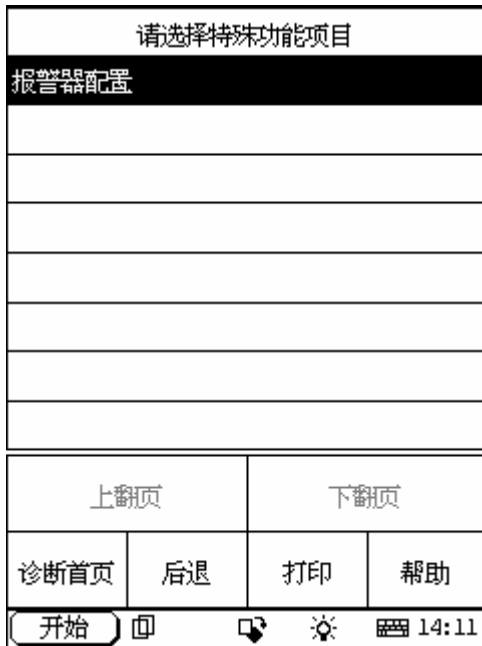 请选择特殊功能项目
报警器配置
上翻页 下翻页
诊断首页 后退 打印 帮助
开始 14:11